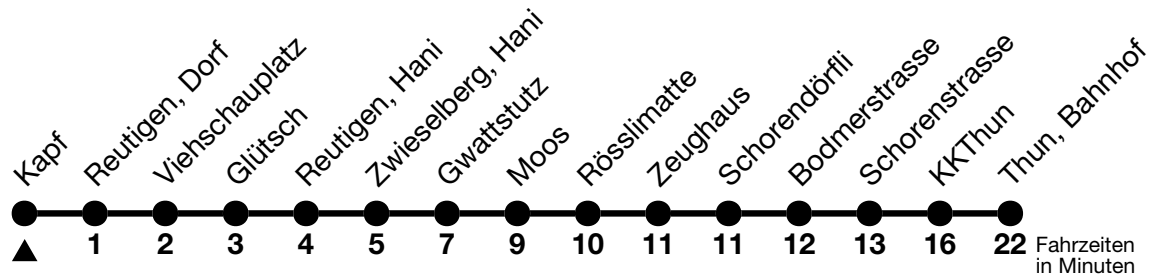 Kapf
Reutigen, Dorf
Viehschauplatz
Glütsch
Reutigen, Hani
Zwieselberg, Hani
Gwattstutz
Moos
Rösslimatte
Zeughaus
Schorendörfli
Bodmerstrasse
Schorenstrasse
KKThun
Thun, Bahnhof
1 2 3 4 5 7 9 10 11 11 12 13 16 22 Fahrzeiten
in Minuten